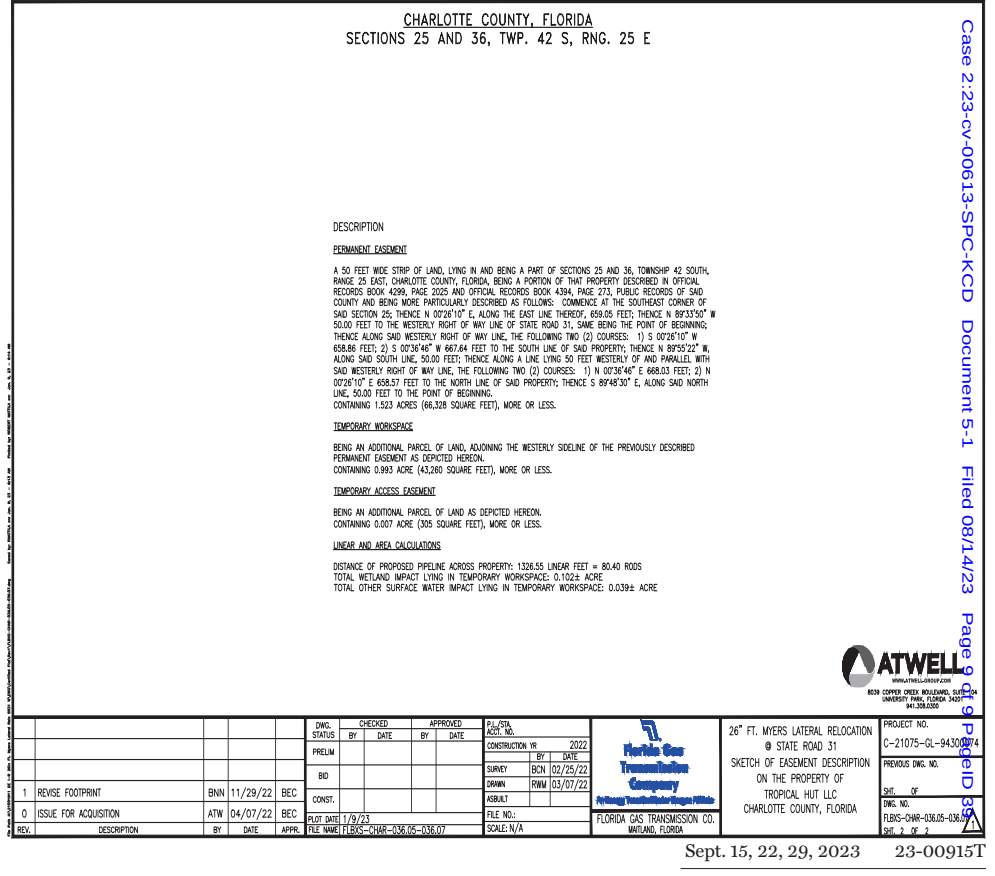 CHARLOTTE COUNTY, FLORIDA
SECTIONS 25 AND 36, TWP. 42 S, RNG. 25 E
DESCRIPTION
PERMANENT EASEMENT
A 50 FEET WIDE STRIP OF LAND, LYING IN AND BEING A PART OF SECTIONS 25 AND 36, TOWNSHIP 42 SOUTH,
RANGE 25 EAST, CHARLOTTE COUNTY, FLORIDA, BEING A PORTION OF THAT PROPERTY DESCRIBED IN OFFICIAL
RECORDS BOOK 4299, PAGE 2025 AND OFFICIAL RECORDS BOOK 4394, PAGE 273, PUBLIC RECORDS OF SAID
COUNTY AND BEING MORE PARTICULARLY DESCRIBED AS FOLLOWS: COMMENCE AT THE SOUTHEAST CORNER OF
SAID SECTION 25; THENCE N 00°26'10" E, ALONG THE EAST LINE THEREOF, 659.05 FEET; THENCE N 89°33'50" W
50.00 FEET TO THE WESTERLY RIGHT OF WAY LINE OF STATE ROAD 31, SAME BEING THE POINT OF BEGINNING;
THENCE ALONG SAID WESTERLY RIGHT OF WAY LINE, THE FOLLOWING TWO (2) COURSES: 1) S 00°26'10" W
658.86 FEET; 2) S 00°36'46" W 667.64 FEET TO THE SOUTH LINE OF SAID PROPERTY; THENCE N 89°55'22" W,
ALONG SAID SOUTH LINE, 50.00 FEET; THENCE ALONG A LINE LYING 50 FEET WESTERLY OF AND PARALLEL WITH
SAID WESTERLY RIGHT OF WAY LINE, THE FOLLOWING TWO (2) COURSES: 1) N 00°36'46" E 668.03 FEET; 2) N
00°26'10" E 658.57 FEET TO THE NORTH LINE OF SAID PROPERTY; THENCE S 89°48'30" E, ALONG SAID NORTH
LINE, 50.00 FEET TO THE POINT OF BEGINNING.
CONTAINING 1.523 ACRES (66,328 SQUARE FEET), MORE OR LESS.
TEMPORARY WORKSPACE
BEING AN ADDITIONAL PARCEL OF LAND, ADJOINING THE WESTERLY SIDELINE OF THE PREVIOUSLY DESCRIBED
PERMANENT EASEMENT AS DEPICTED HEREON.
CONTAINING 0.993 ACRE (43,260 SQUARE FEET), MORE OR LESS.
TEMPORARY ACCESS EASEMENT
BEING AN ADDITIONAL PARCEL OF LAND AS DEPICTED HEREON.
CONTAINING 0.007 ACRE (305 SQUARE FEET), MORE OR LESS.
LINEAR AND AREA CALCULATIONS
DISTANCE OF PROPOSED PIPELINE ACROSS PROPERTY: 1326.55 LINEAR FEET = 80.40 RODS
TOTAL WETLAND IMPACT LYING IN TEMPORARY WORKSPACE: 0.102± ACRE
TOTAL OTHER SURFACE WATER IMPACT LYING IN TEMPORARY WORKSPACE: 0.039± ACRE
Case 2:23-cv-00613-SPC-KCD Document 5-1 Filed 08/14/23 Page 9 of 9 PageID 39
ATWELL
WWW.ATWELL-GROUP.COM
8039 COPPER CREEK BOULEVARD, SUITE 104
UNIVERSITY PARK, FLORIDA 34201
941.308.0300
1 REVISE FOOTPRINT BNN 11/29/22 BEC
0 ISSUE FOR ACQUISITION ATW 04/07/22 BEC
REV. DESCRIPTION BY DATE APPR.
DWG. STATUS CHECKED APPROVED
BY DATE BY DATE
PRELIM
BID
CONST.
PLOT DATE 1/9/23
FILE NAME FLBXS-CHAR-036.05-036.07
P.L./STA.
ACCT. NO.
CONSTRUCTION YR 2022
BY DATE
SURVEY BCN 02/25/22
DRAWN RWM 03/07/22
ASBUILT
FILE NO.:
SCALE: N/A
Florida Gas
Transmission
Company
FLORIDA GAS TRANSMISSION CO.
MAITLAND, FLORIDA
26" FT. MYERS LATERAL RELOCATION
@ STATE ROAD 31
SKETCH OF EASEMENT DESCRIPTION
ON THE PROPERTY OF
TROPICAL HUT LLC
CHARLOTTE COUNTY, FLORIDA
PROJECT NO.
PREVIOUS DWG. NO.
SHT. OF
DWG. NO.
SHT. 2 OF 2
1
Sept. 15, 22, 29, 2023 23-00915T